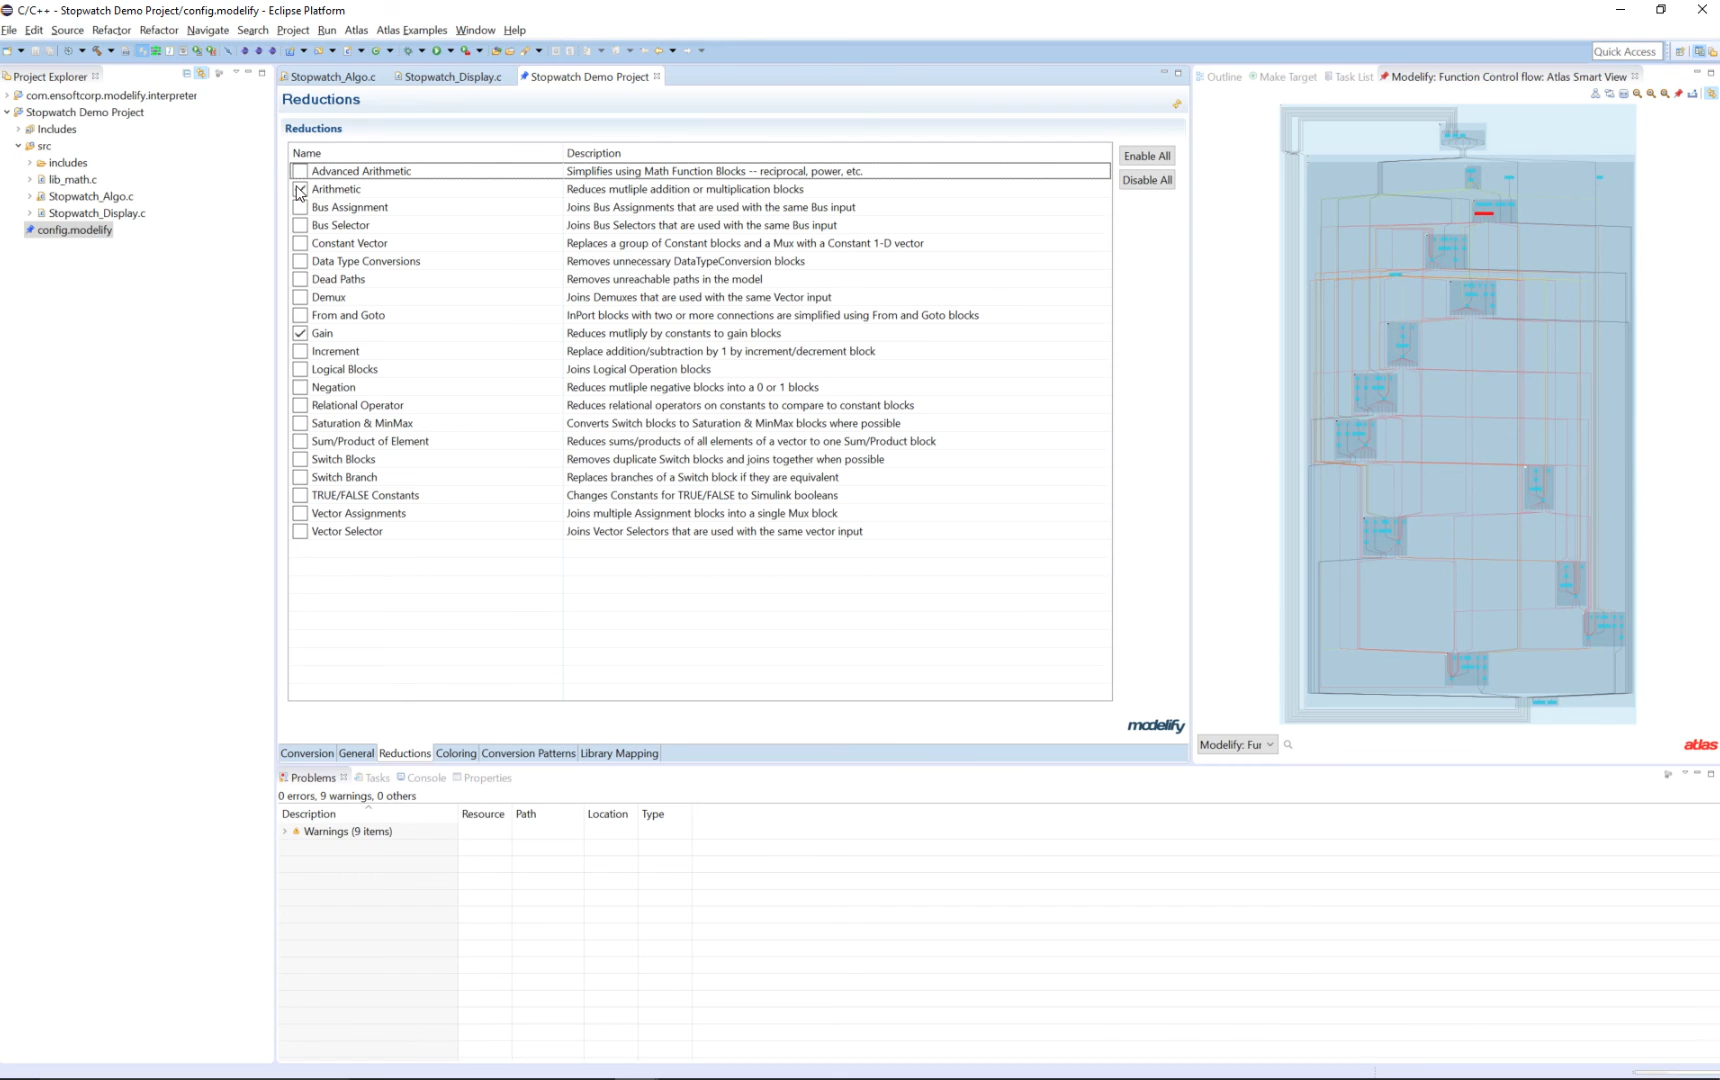 C/C++ - Stopwatch Demo Project/config.modelify - Eclipse Platform
File Edit Source Refactor Refactor Navigate Search Project Run Atlas Atlas Examples Window Help
Quick Access
Project Explorer
com.ensoftcorp.modelify.interpreter
Stopwatch Demo Project
Includes
src
includes
lib_math.c
Stopwatch_Algo.c
Stopwatch_Display.c
config.modelify
Stopwatch_Algo.c Stopwatch_Display.c Stopwatch Demo Project
Reductions
Reductions
Name Description
Advanced Arithmetic Simplifies using Math Function Blocks -- reciprocal, power, etc.
Arithmetic Reduces mutliple addition or multiplication blocks
Bus Assignment Joins Bus Assignments that are used with the same Bus input
Bus Selector Joins Bus Selectors that are used with the same Bus input
Constant Vector Replaces a group of Constant blocks and a Mux with a Constant 1-D vector
Data Type Conversions Removes unnecessary DataTypeConversion blocks
Dead Paths Removes unreachable paths in the model
Demux Joins Demuxes that are used with the same Vector input
From and Goto InPort blocks with two or more connections are simplified using From and Goto blocks
Gain Reduces mutliply by constants to gain blocks
Increment Replace addition/subtraction by 1 by increment/decrement block
Logical Blocks Joins Logical Operation blocks
Negation Reduces mutliple negative blocks into a 0 or 1 blocks
Relational Operator Reduces relational operators on constants to compare to constant blocks
Saturation & MinMax Converts Switch blocks to Saturation & MinMax blocks where possible
Sum/Product of Element Reduces sums/products of all elements of a vector to one Sum/Product block
Switch Blocks Removes duplicate Switch blocks and joins together when possible
Switch Branch Replaces branches of a Switch block if they are equivalent
TRUE/FALSE Constants Changes Constants for TRUE/FALSE to Simulink booleans
Vector Assignments Joins multiple Assignment blocks into a single Mux block
Vector Selector Joins Vector Selectors that are used with the same vector input
Enable All
Disable All
modelify
Conversion General Reductions Coloring Conversion Patterns Library Mapping
Outline Make Target Task List Modelify: Function Control flow: Atlas Smart View
Modelify: Fur
atlas
Problems Tasks Console Properties
0 errors, 9 warnings, 0 others
Description Resource Path Location Type
Warnings (9 items)